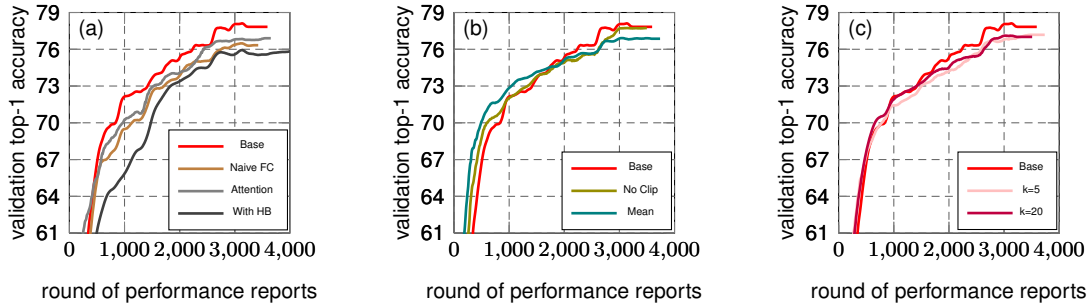 79
76
73
70
67
64
61
validation top-1 accuracy
(a)
Base
Naive FC
Attention
With HB
0 1,000 2,000 3,000 4,000
round of performance reports
79
76
73
70
67
64
61
validation top-1 accuracy
(b)
Base
No Clip
Mean
0 1,000 2,000 3,000 4,000
round of performance reports
79
76
73
70
67
64
61
validation top-1 accuracy
(c)
Base
k=5
k=20
0 1,000 2,000 3,000 4,000
round of performance reports